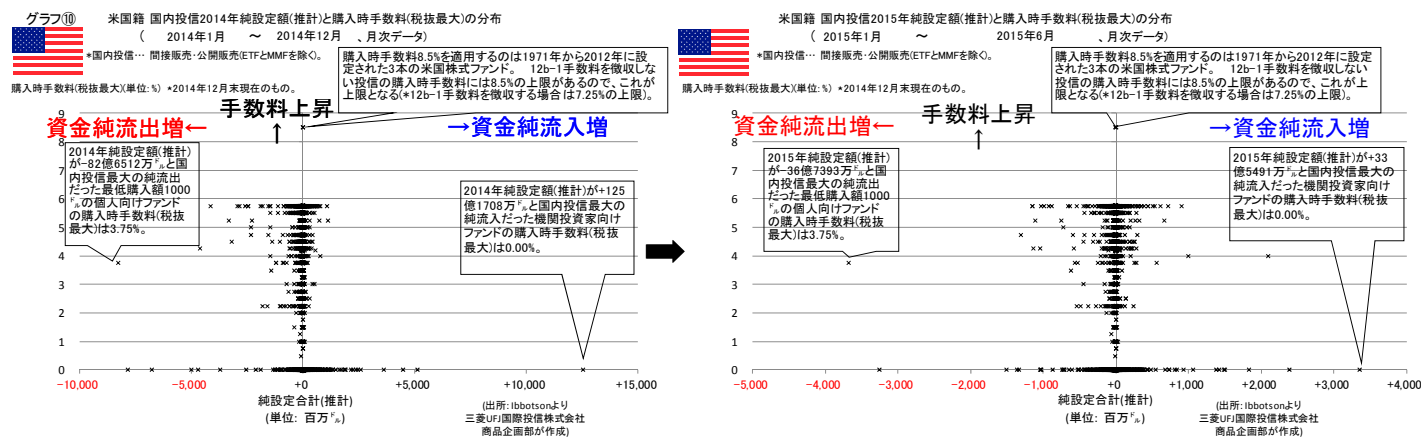 グラフ⑩
米国籍 国内投信2014年純設定額(推計)と購入時手数料(税抜最大)の分布
( 2014年1月 ～ 2014年12月 、月次データ)
*国内投信… 間接販売・公開販売(ETFとMMFを除く)。
購入時手数料8.5%を適用するのは1971年から2012年に設
定された3本の米国株式ファンド。 12b-1手数料を徴収しな
い投信の購入時手数料には8.5%の上限があるので、これが
上限となる(*12b-1手数料を徴収する場合は7.25%の上限)。
購入時手数料(税抜最大)(単位:%) *2014年12月末現在のもの。
手数料上昇
↑
資金純流出増←
→資金純流入増
2014年純設定額(推計)
が-82億6512万㌦と国
内投信最大の純流出
だった最低購入額1000
㌦の個人向けファンド
の購入時手数料(税抜
最大)は3.75%。
2014年純設定額(推計)が+125
億1708万㌦と国内投信最大の
純流入だった機関投資家向け
ファンドの購入時手数料(税抜
最大)は0.00%。
9
8
7
6
5
4
3
2
1
0
-10,000
-5,000
+0
+5,000
+10,000
+15,000
純設定合計(推計)
(単位: 百万㌦)
(出所: Ibbotsonより
三菱UFJ国際投信株式会社
商品企画部が作成)
米国籍 国内投信2015年純設定額(推計)と購入時手数料(税抜最大)の分布
( 2015年1月 ～ 2015年6月 、月次データ)
*国内投信… 間接販売・公開販売(ETFとMMFを除く)。
購入時手数料8.5%を適用するのは1971年から2012年に設定
された3本の米国株式ファンド。 12b-1手数料を徴収しない
投信の購入時手数料には8.5%の上限があるので、これが上
限となる(*12b-1手数料を徴収する場合は7.25%の上限)。
購入時手数料(税抜最大)(単位:%) *2014年12月末現在のもの。
手数料上昇
↑
資金純流出増←
→資金純流入増
2015年純設定額(推計)
が-36億7393万㌦と国
内投信最大の純流出
だった最低購入額1000
㌦の個人向けファンド
の購入時手数料(税抜
最大)は3.75%。
2015年純設定額(推計)が+33
億5491万㌦と国内投信最大の
純流入だった機関投資家向け
ファンドの購入時手数料(税抜
最大)は0.00%。
9
8
7
6
5
4
3
2
1
0
-5,000
-4,000
-3,000
-2,000
-1,000
+0
+1,000
+2,000
+3,000
+4,000
純設定合計(推計)
(単位: 百万㌦)
(出所: Ibbotsonより
三菱UFJ国際投信株式会社
商品企画部が作成)